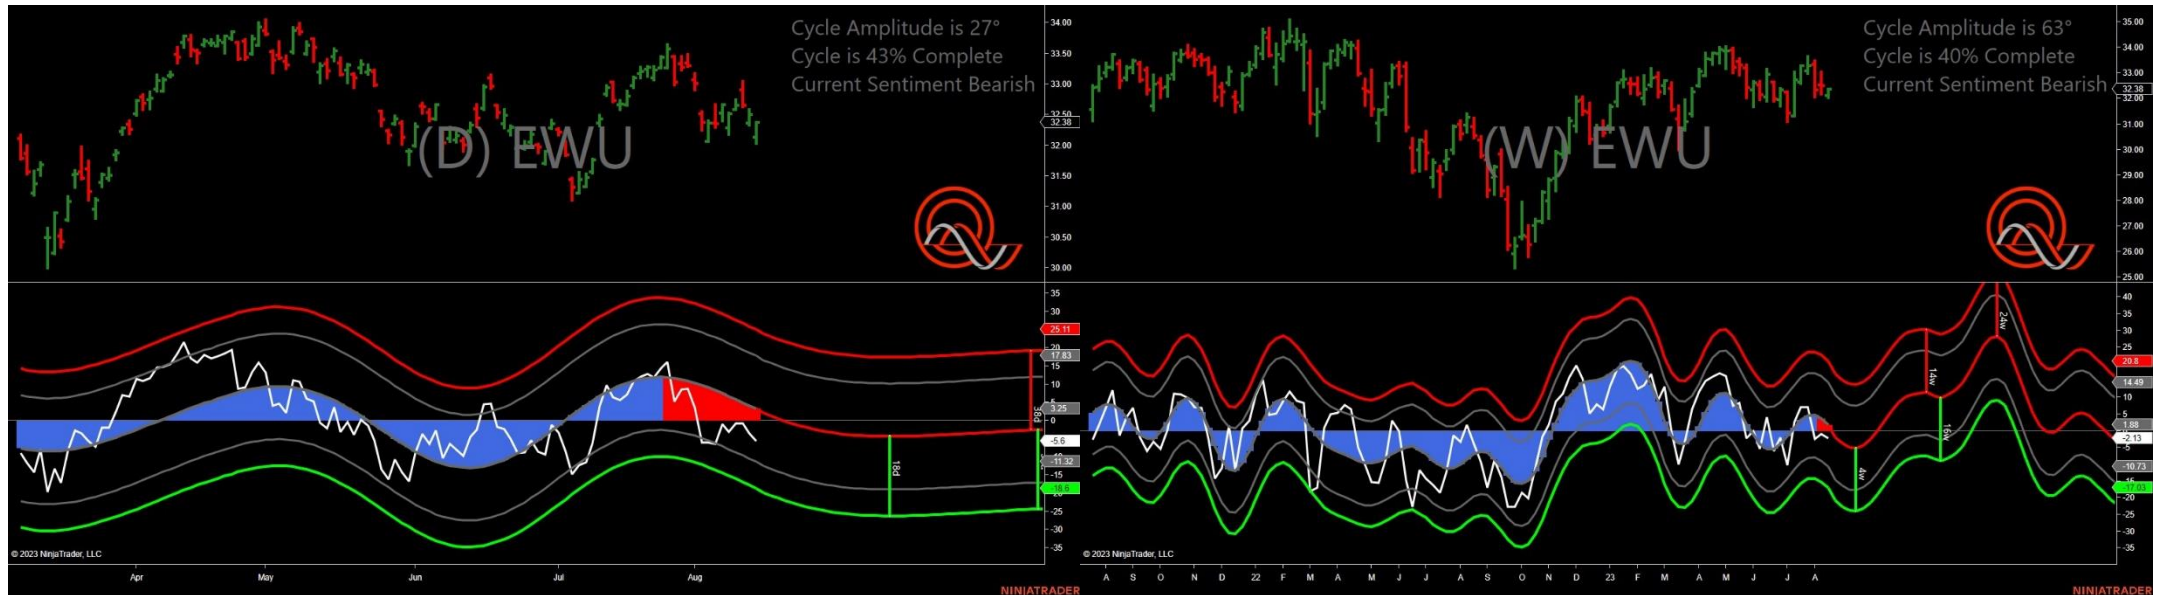 Cycle Amplitude is 27°
Cycle is 43% Complete
Current Sentiment Bearish
(D) EWU
34.00
33.50
33.00
32.50
32.38
32.00
31.50
31.00
30.50
30.00
35
30
25.11
20
17.83
15
10
5
3.25
0
-5.6
-11.32
-15
-18.6
-25
-30
-35
18d
38d
© 2023 NinjaTrader, LLC
Apr
May
Jun
Jul
Aug
NINJATRADER
Cycle Amplitude is 63°
Cycle is 40% Complete
Current Sentiment Bearish
(W) EWU
35.00
34.00
33.00
32.38
32.00
31.00
30.00
29.00
28.00
27.00
26.00
25.00
40
35
30
25
20.8
14.49
10
5
1.88
-2.13
-10.73
-15
-17.03
-20
-25
-30
-35
4w
14w
16w
24w
© 2023 NinjaTrader, LLC
A S O N D 22 F M A M J J A S O N D 23 F M A M J J A
NINJATRADER